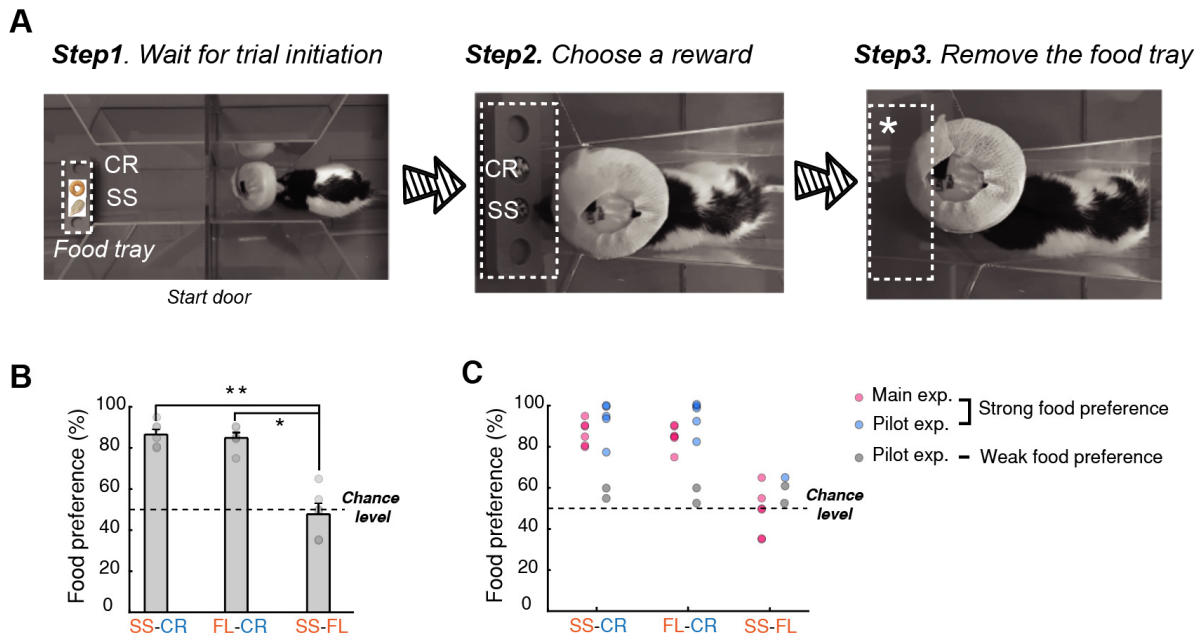 A
Step1. Wait for trial initiation
Step2. Choose a reward
Step3. Remove the food tray
CR
SS
Food tray
Start door
CR
SS
*
B
Food preference (%)
100
80
60
40
20
0
**
*
Chance
level
SS-CR
FL-CR
SS-FL
C
Food preference (%)
100
80
60
40
20
0
Chance
level
SS-CR
FL-CR
SS-FL
Main exp.
Pilot exp.
Strong food preference
Pilot exp.
Weak food preference